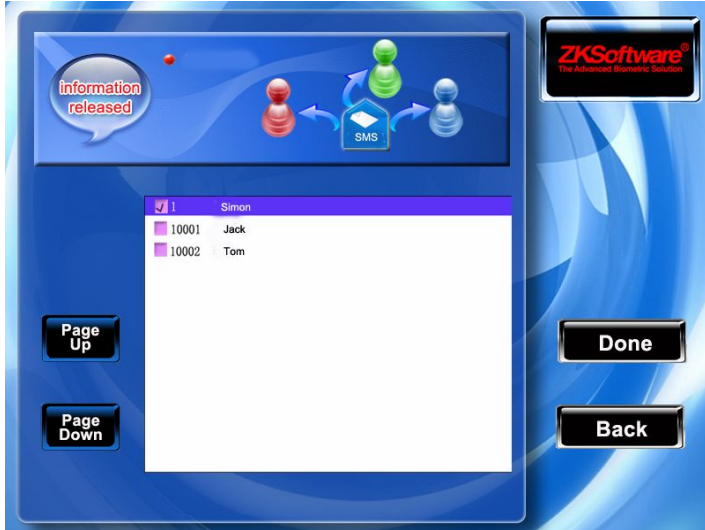 information
released
SMS
ZKSoftware®
The Advanced Biometric Solution
1 Simon
10001 Jack
10002 Tom
Page
Up
Page
Down
Done
Back